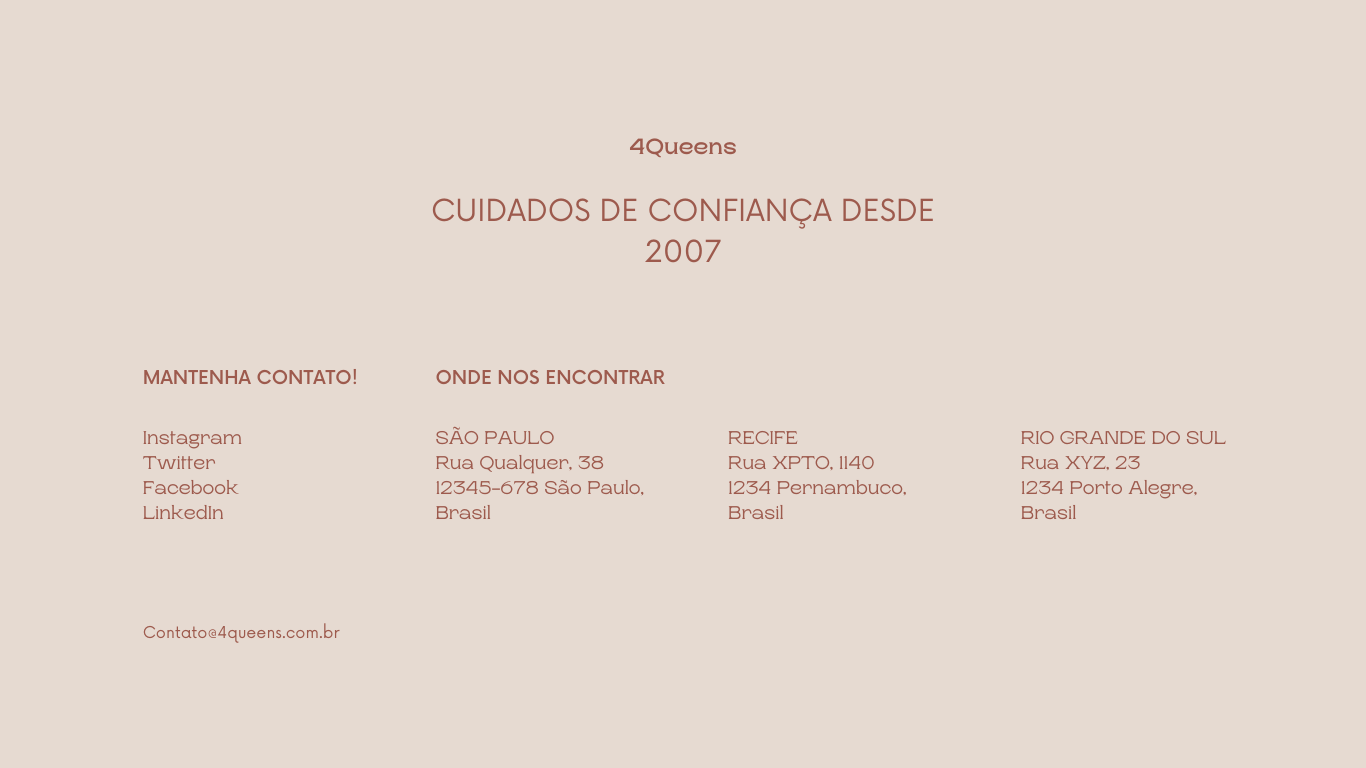 4Queens
CUIDADOS DE CONFIANÇA DESDE
2007
MANTENHA CONTATO!
Instagram
Twitter
Facebook
LinkedIn
ONDE NOS ENCONTRAR
SÃO PAULO
Rua Qualquer, 38
12345-678 São Paulo,
Brasil
RECIFE
Rua XPTO, 1140
1234 Pernambuco,
Brasil
RIO GRANDE DO SUL
Rua XYZ, 23
1234 Porto Alegre,
Brasil
Contato@4queens.com.br